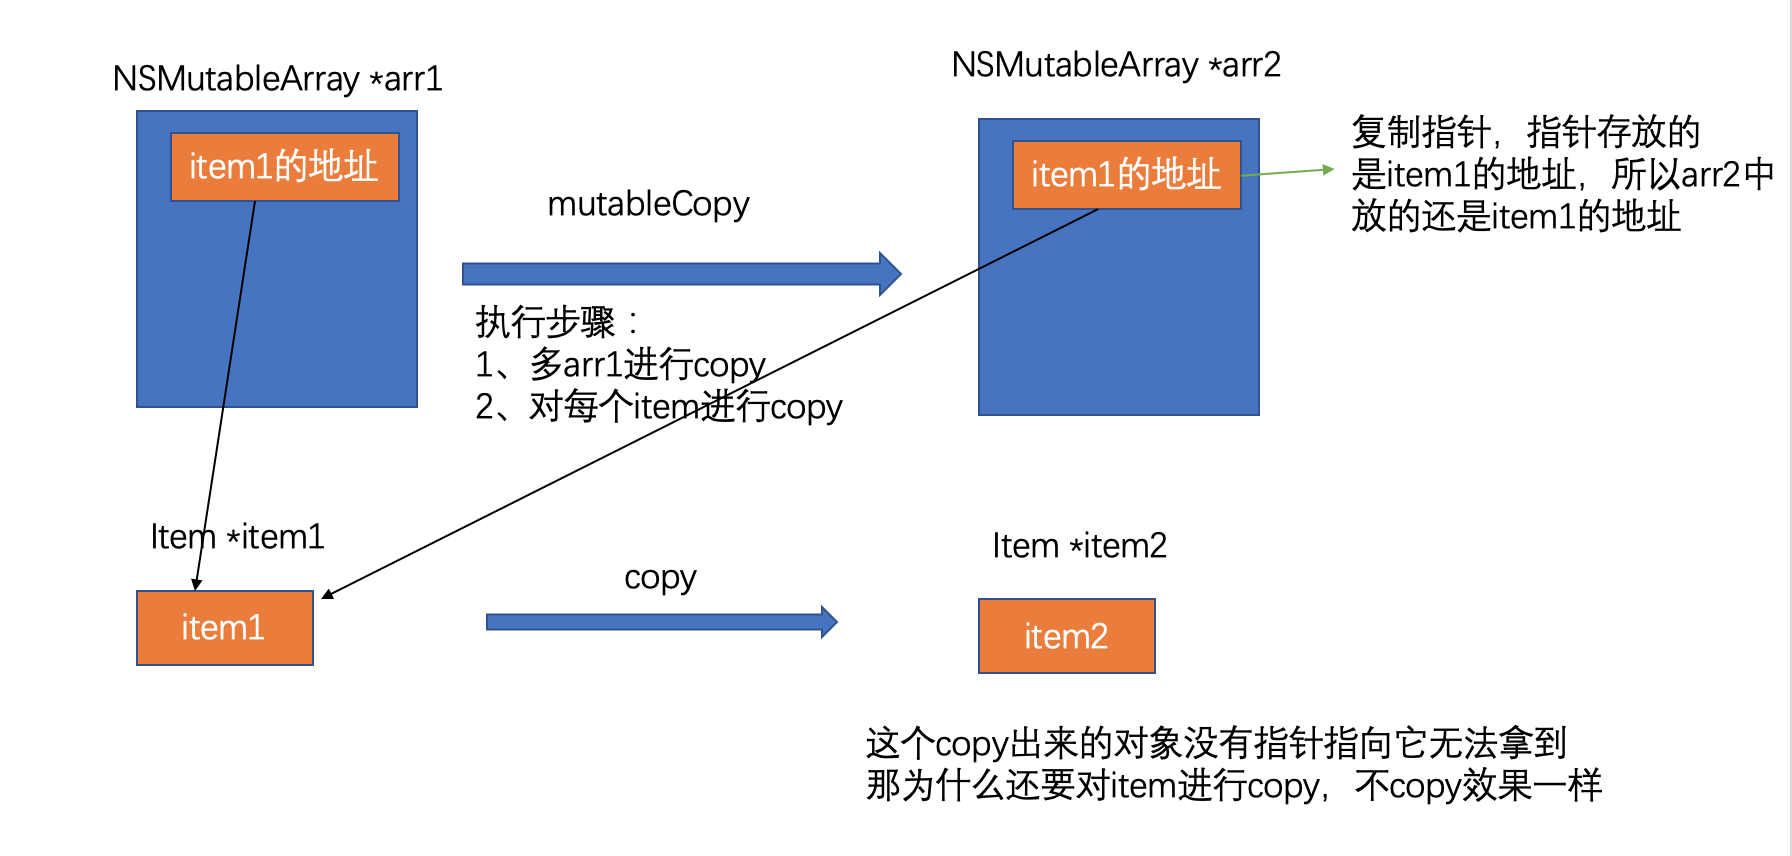 NSMutableArray *arr1
NSMutableArray *arr2
item1的地址
item1的地址
复制指针，指针存放的
是item1的地址，所以arr2中
放的还是item1的地址
mutableCopy
执行步骤：
1、多arr1进行copy
2、对每个item进行copy
Item *item1
Item *item2
copy
item1
item2
这个copy出来的对象没有指针指向它无法拿到
那为什么还要对item进行copy，不copy效果一样